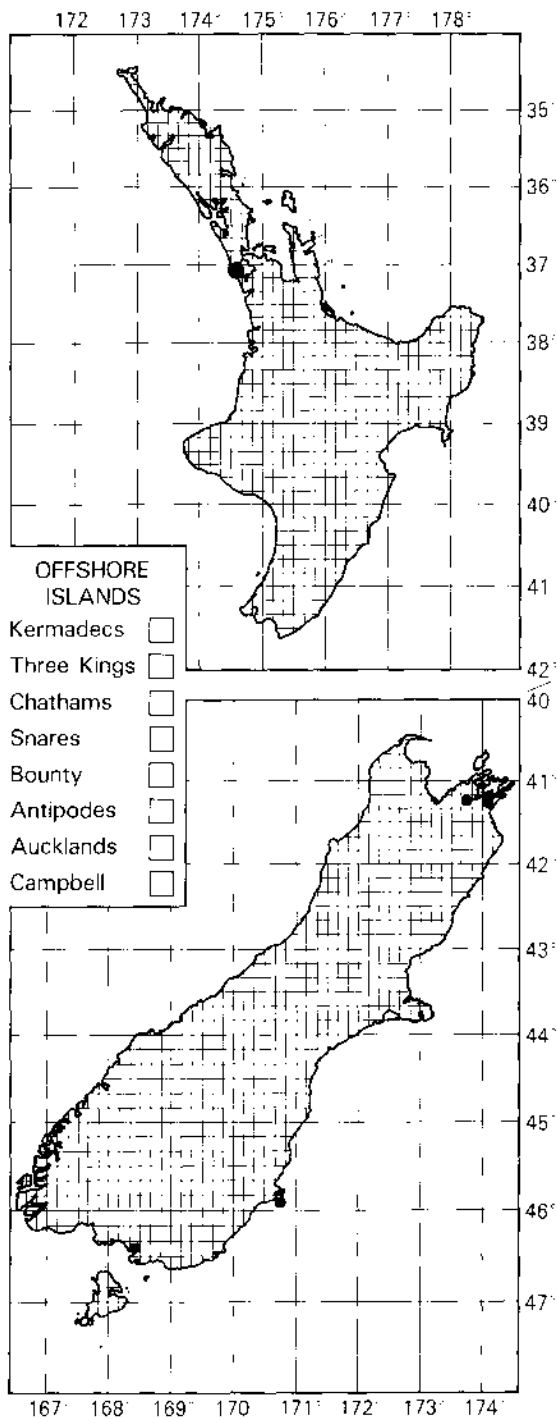 172 173 174° 175° 176° 177° 178°
35°
36°
37°
38°
39°
40°
41°
42°
OFFSHORE
ISLANDS
Kermadecs
Three Kings
Chathams
Snares
Bounty
Antipodes
Aucklands
Campbell
40
41°
42°
43°
44°
45°
46°
47°
167° 168° 169° 170 171° 172° 173° 174°